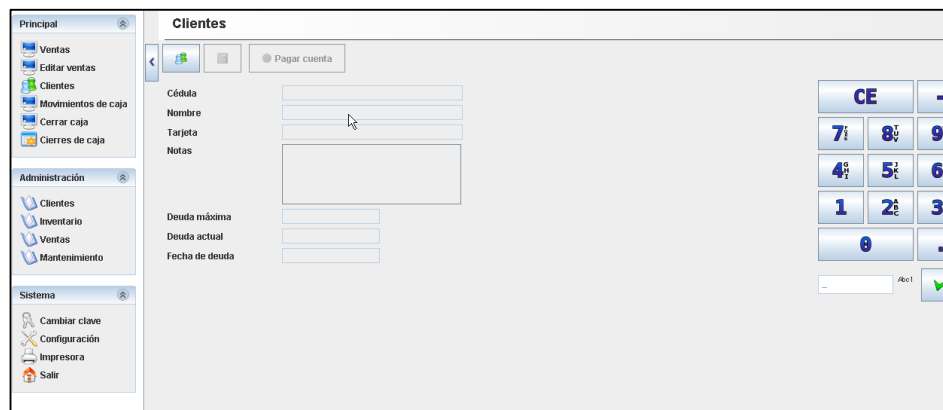 Principal
Ventas
Editar ventas
Clientes
Movimientos de caja
Cerrar caja
Cierres de caja
Administración
Clientes
Inventario
Ventas
Mantenimiento
Sistema
Cambiar clave
Configuración
Impresora
Salir
Clientes
Pagar cuenta
Cédula
Nombre
Tarjeta
Notas
Deuda máxima
Deuda actual
Fecha de deuda
CE -
7 8 T U V 9
4 G H I 5 J K L 6
1 2 A B C 3
0 .
_ Abc1